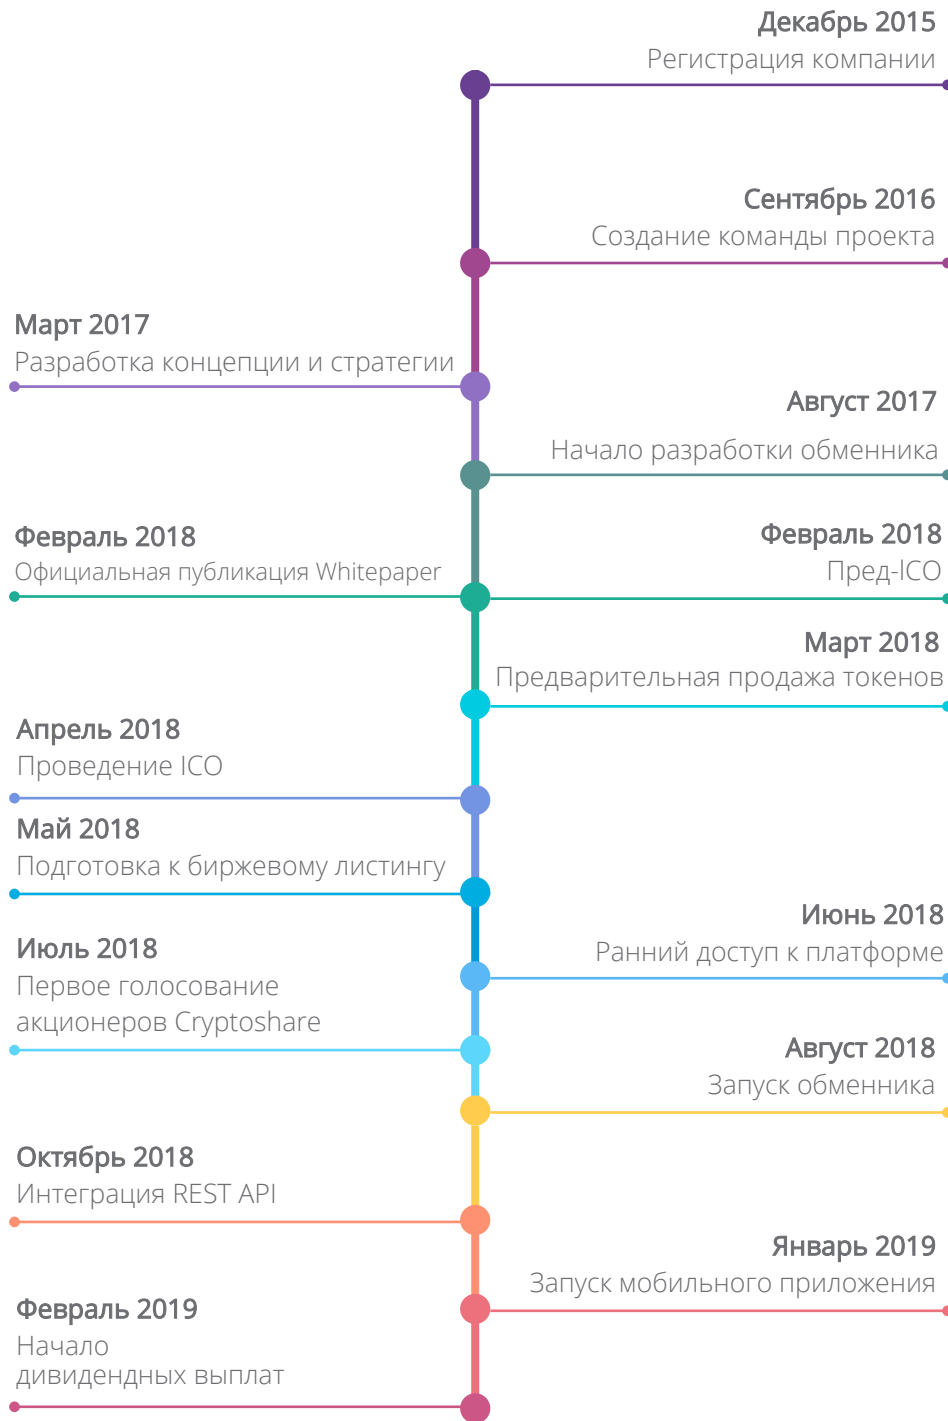 Декабрь 2015
Регистрация компании
Сентябрь 2016
Создание команды проекта
Март 2017
Разработка концепции и стратегии
Август 2017
Начало разработки обменника
Февраль 2018
Официальная публикация Whitepaper
Февраль 2018
Пред-ICO
Март 2018
Предварительная продажа токенов
Апрель 2018
Проведение ICO
Май 2018
Подготовка к биржевому листингу
Июнь 2018
Ранний доступ к платформе
Июль 2018
Первое голосование
акционеров Cryptoshare
Август 2018
Запуск обменника
Октябрь 2018
Интеграция REST API
Январь 2019
Запуск мобильного приложения
Февраль 2019
Начало
дивидендных выплат